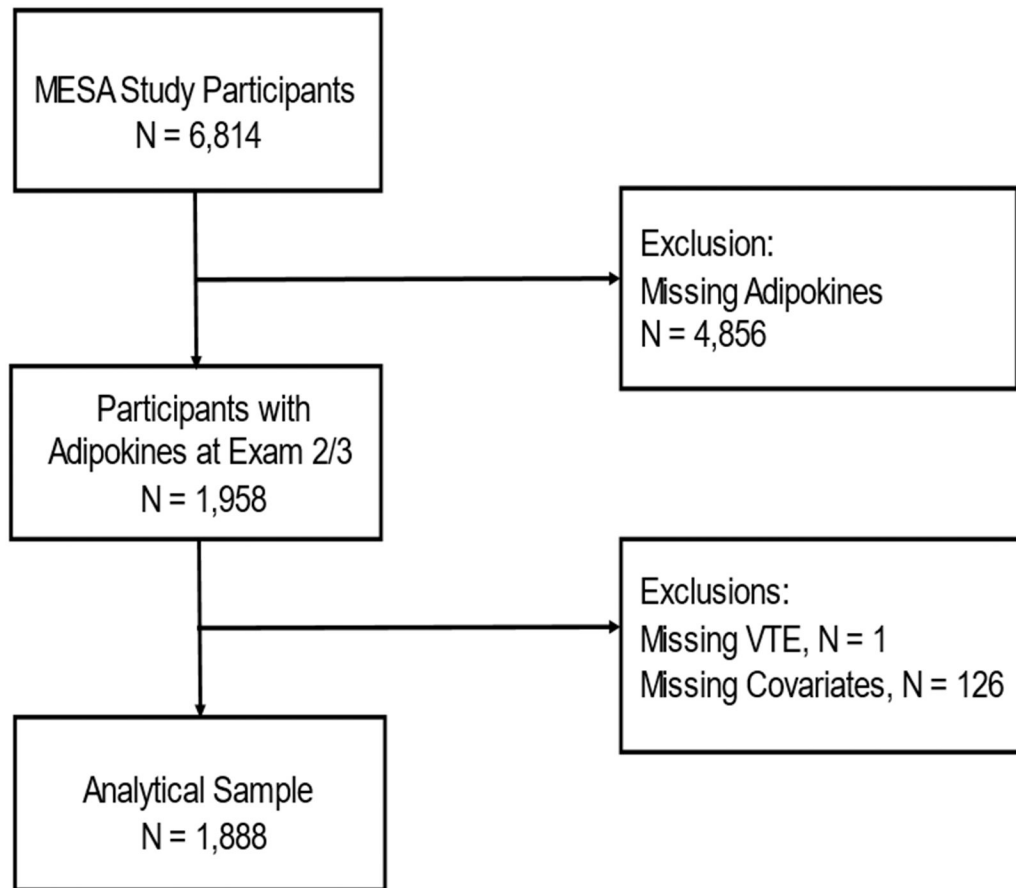 MESA Study Participants
N = 6,814
Exclusion:
Missing Adipokines
N = 4,856
Participants with
Adipokines at Exam 2/3
N = 1,958
Exclusions:
Missing VTE, N = 1
Missing Covariates, N = 126
Analytical Sample
N = 1,888